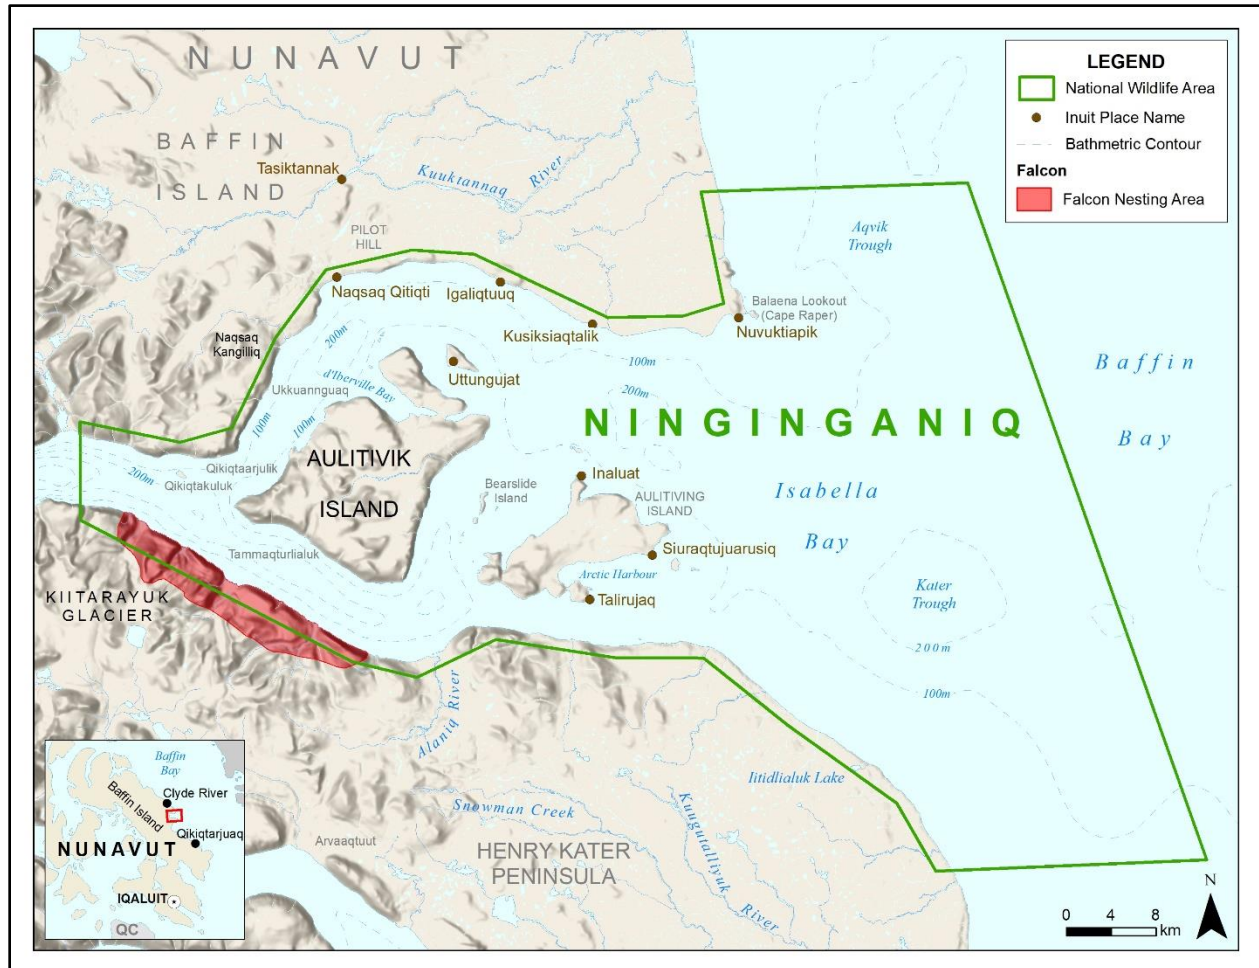 NUNAVUT
BAFFIN
ISLAND
Tasiktannak
Kuuktannaq River
PILOT
HILL
Naqsaq Qitiqti
Igaliqtuuq
Kusiksiaqtalik
Balaena Lookout
(Cape Raper)
Nuvuktiapik
Aqvik
Trough
Naqsaq
Kangilliq
200m
Uttungujat
d'Iberville Bay
Ukkuannguaq
100m
100m
100m
200m
Baffin
Bay
NINGINGANIQ
Qikiqtaarjulik
Qikiqtakuluk
200m
AULITIVIK
ISLAND
Bearslide
Island
Inaluat
AULITIVING
ISLAND
Isabella
Bay
Tammaqturlialuk
Siuraqtujuarusiq
Arctic Harbour
Talirujaq
KIITARAYUK
GLACIER
Kater
Trough
200m
100m
Alaniq River
Iitidlialuk Lake
Snowman Creek
Kuugutalliyuk River
Arvaaqtuut
HENRY KATER
PENINSULA
LEGEND
National Wildlife Area
Inuit Place Name
Bathmetric Contour
Falcon
Falcon Nesting Area
Baffin
Bay
Clyde River
Baffin Island
Qikiqtarjuaq
NUNAVUT
IQALUIT
QC
N
0 4 8
km